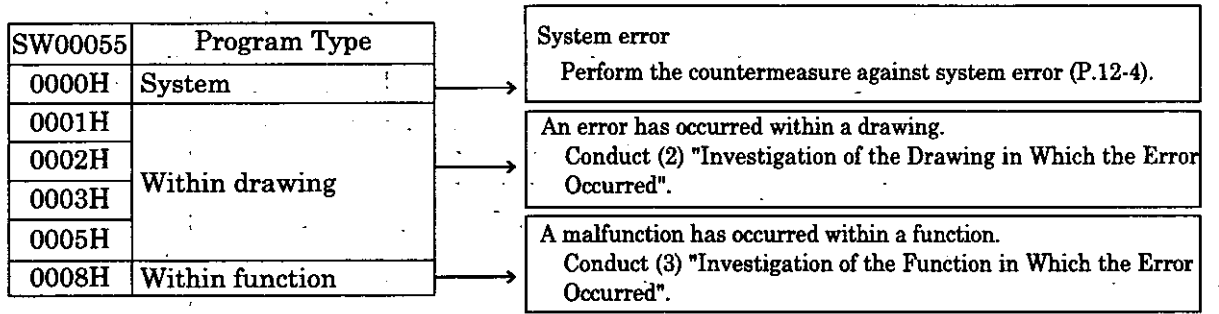 SW00055 Program Type
0000H System
0001H
0002H
Within drawing
0003H
0005H
0008H Within function
System error
Perform the countermeasure against system error (P.12-4).
An error has occurred within a drawing.
Conduct (2) "Investigation of the Drawing in Which the Error
Occurred".
A malfunction has occurred within a function.
Conduct (3) "Investigation of the Function in Which the Error
Occurred".